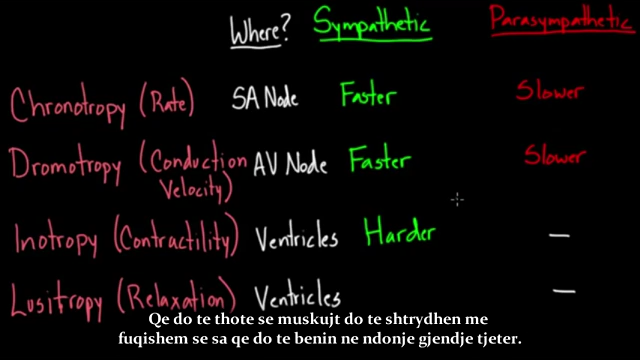 Where? Sympathetic Parasympathetic
Chronotropy (Rate) SA Node Faster Slower
Dromotropy (Conduction Velocity) AV Node Faster Slower
Inotropy (Contractility) Ventricles Harder —
Lusitropy (Relaxation) Ventricles —
Qe do te thote se muskujt do te shtrydhen me
fuqishem se sa qe do te benin ne ndonje gjendje tjeter.